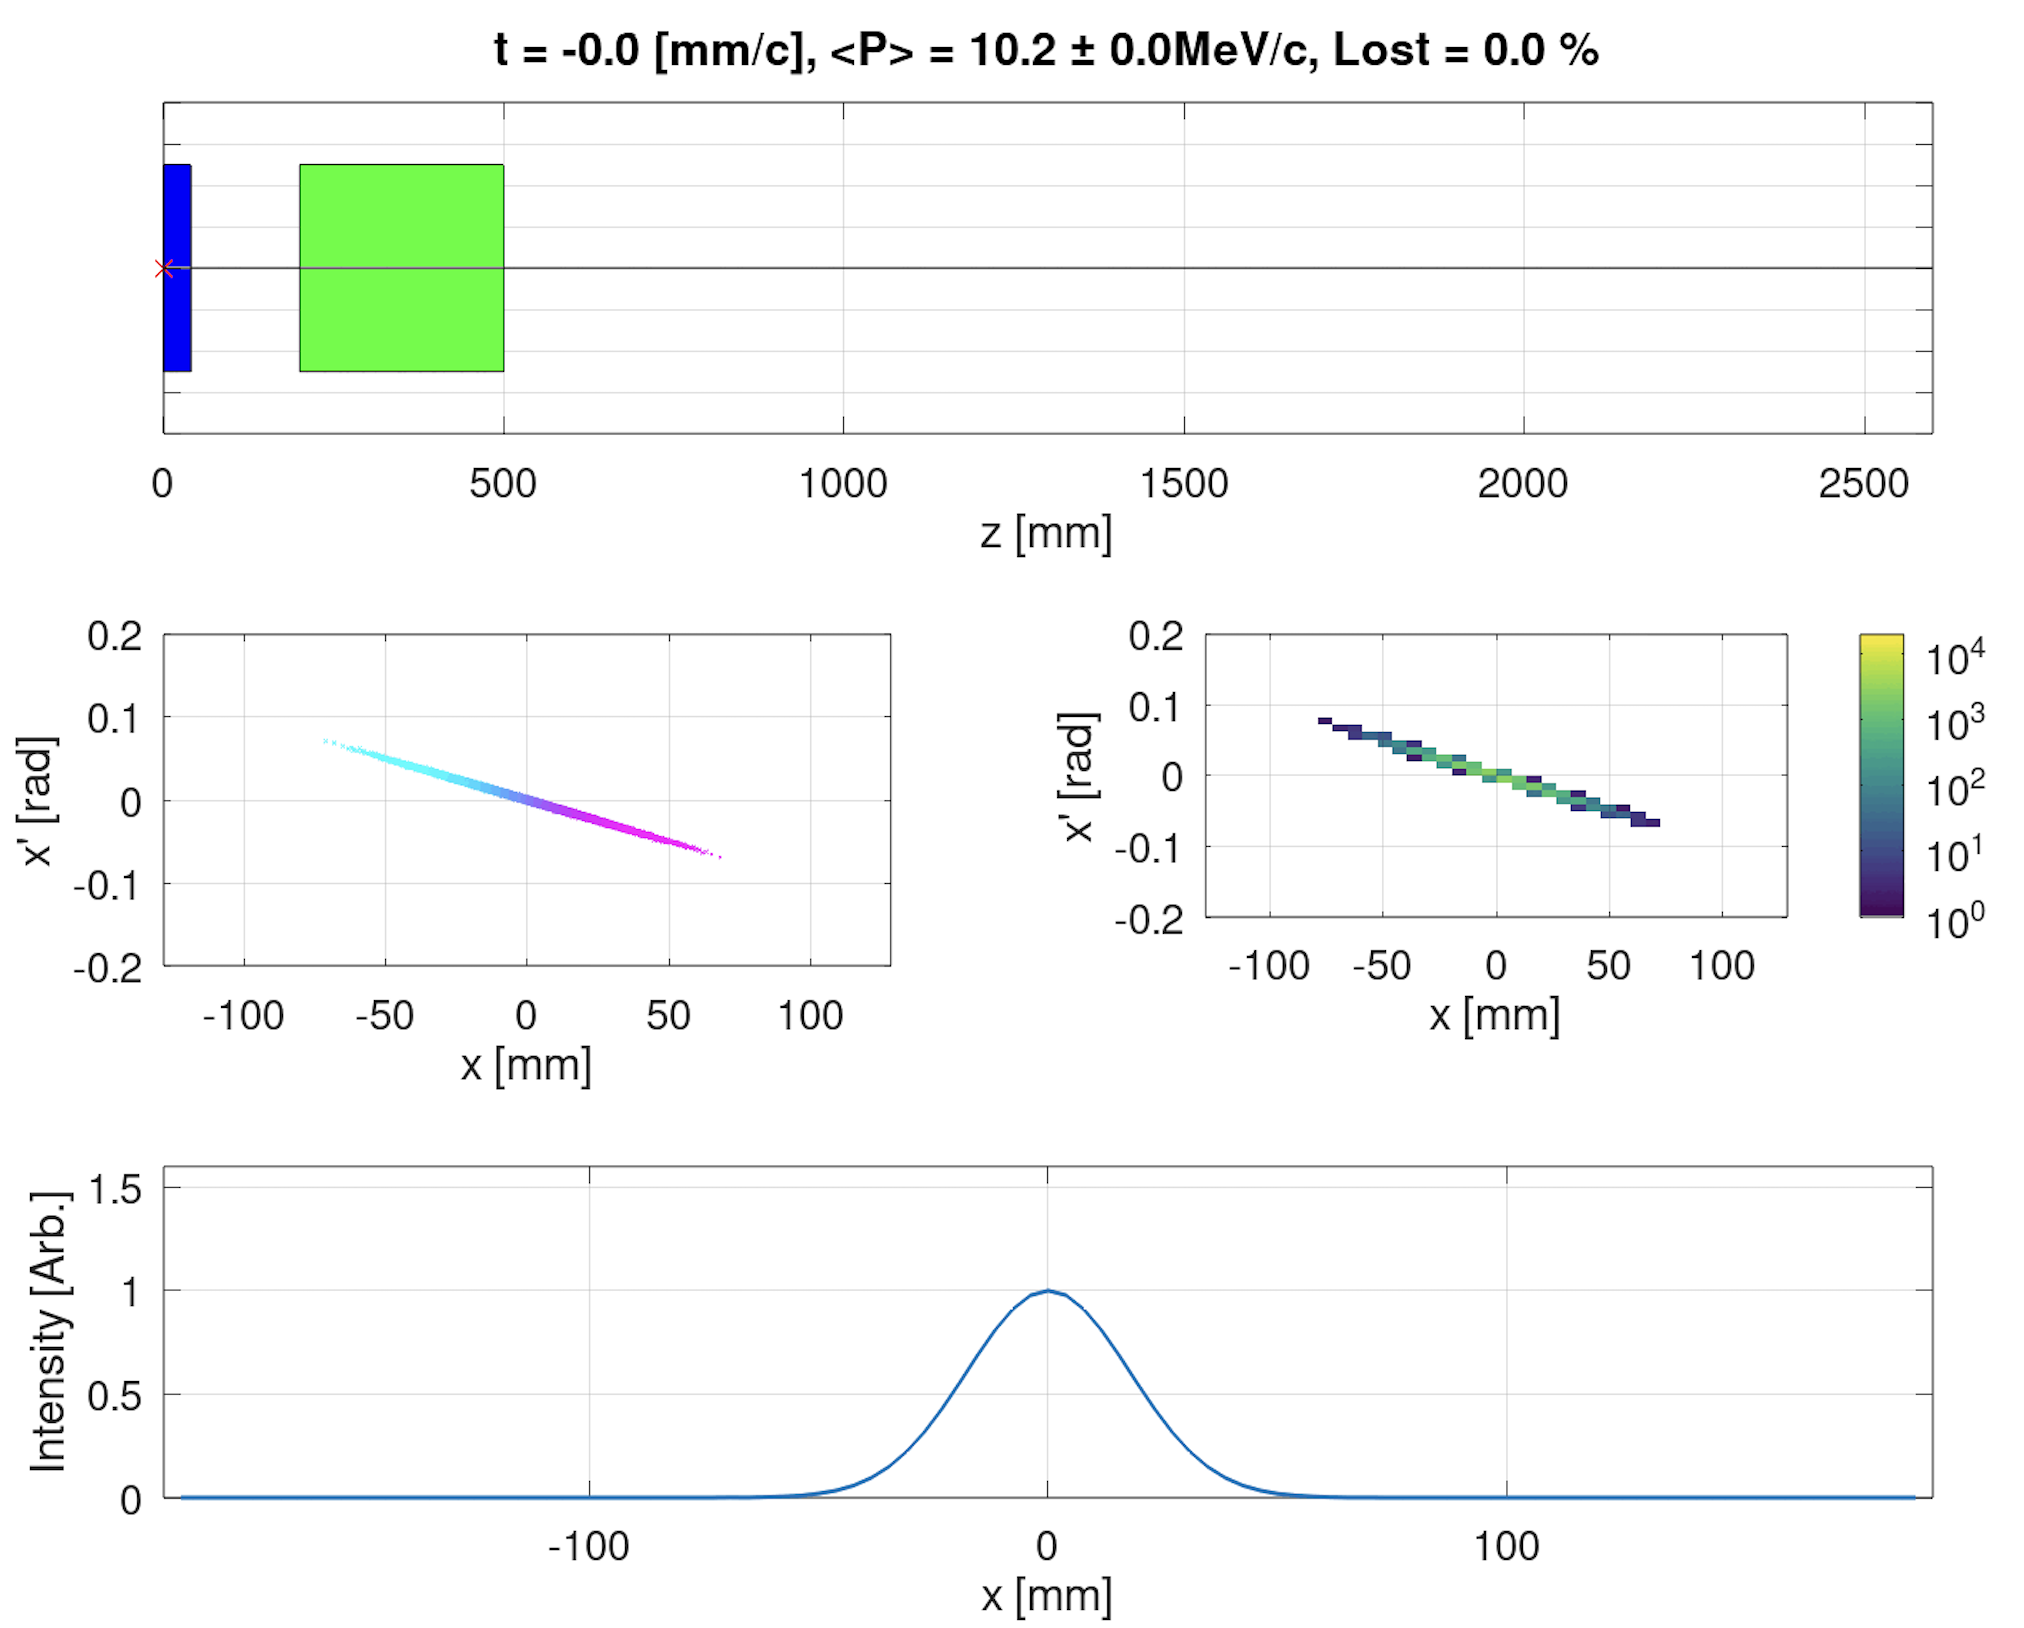 t = -0.0 [mm/c], <P> = 10.2 ± 0.0MeV/c, Lost = 0.0 %
0 500 1000 1500 2000 2500
z [mm]
0.2
0.1
0
-0.1
-0.2
x' [rad]
-100 -50 0 50 100
x [mm]
0.2
0.1
0
-0.1
-0.2
x' [rad]
-100 -50 0 50 100
x [mm]
10⁴
10³
10²
10¹
10⁰
1.5
1
0.5
0
Intensity [Arb.]
-100 0 100
x [mm]